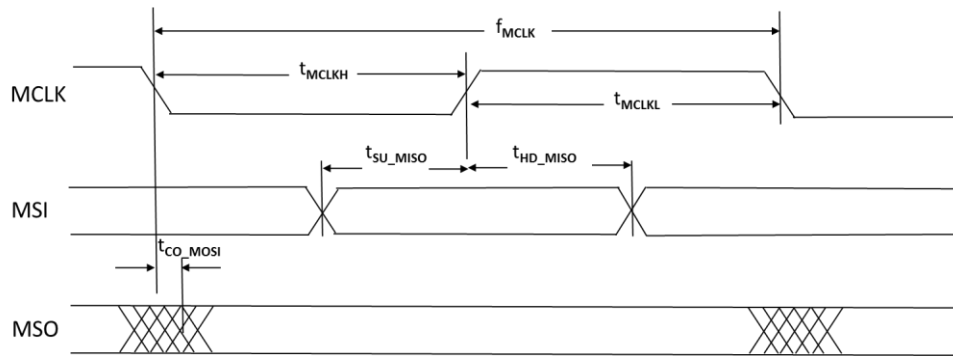 fMCLK
tMCLKH
MCLK
tMCLKL
tSU_MISO
tHD_MISO
MSI
tCO_MOSI
MSO